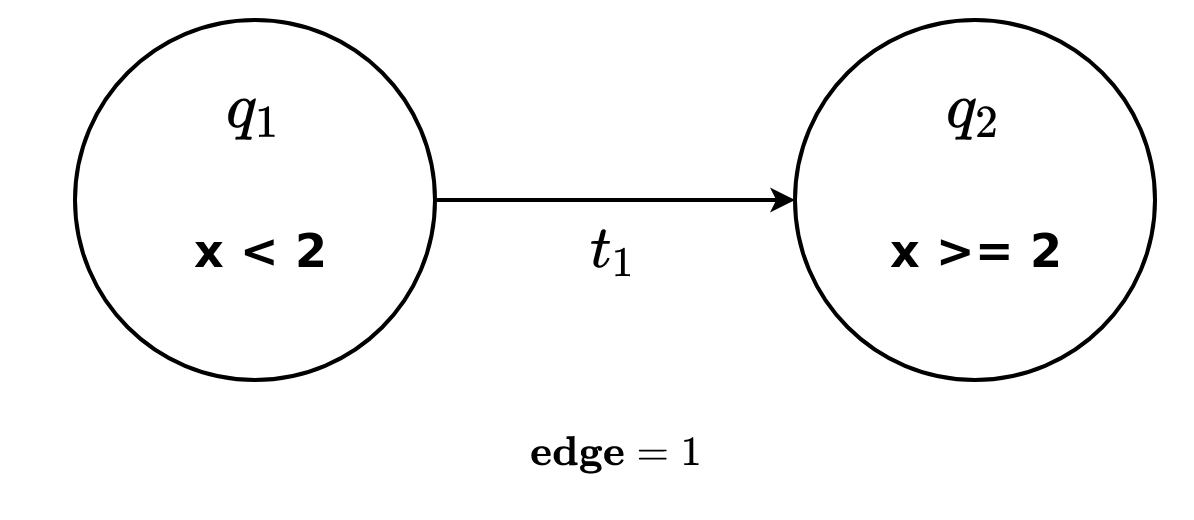 q₁ q₂
x < 2 x >= 2
t₁
edge = 1